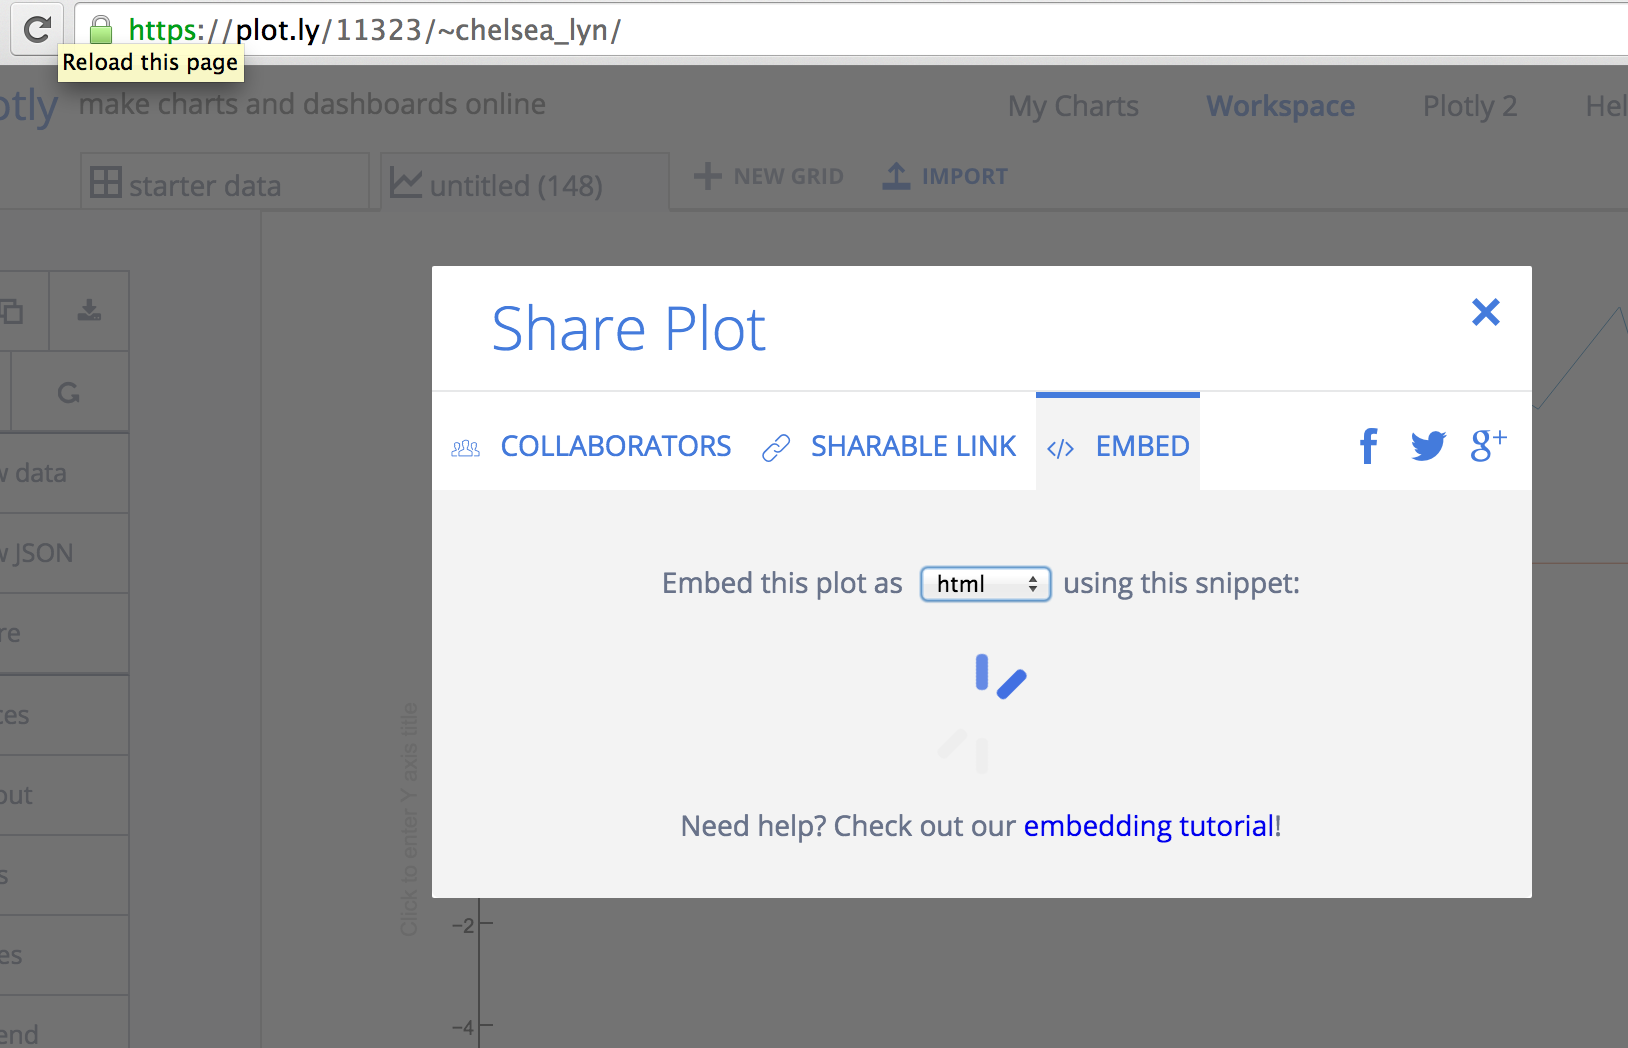 https://plot.ly/11323/~chelsea_lyn/
Reload this page
otly make charts and dashboards online My Charts Workspace Plotly 2 Hel
starter data untitled (148) NEW GRID IMPORT
Share Plot
COLLABORATORS SHARABLE LINK </> EMBED f g+
w data
w JSON
Embed this plot as html using this snippet:
re
ces
Click to enter Y axis title
out
Need help? Check out our embedding tutorial!
s
−2
es
−4
end